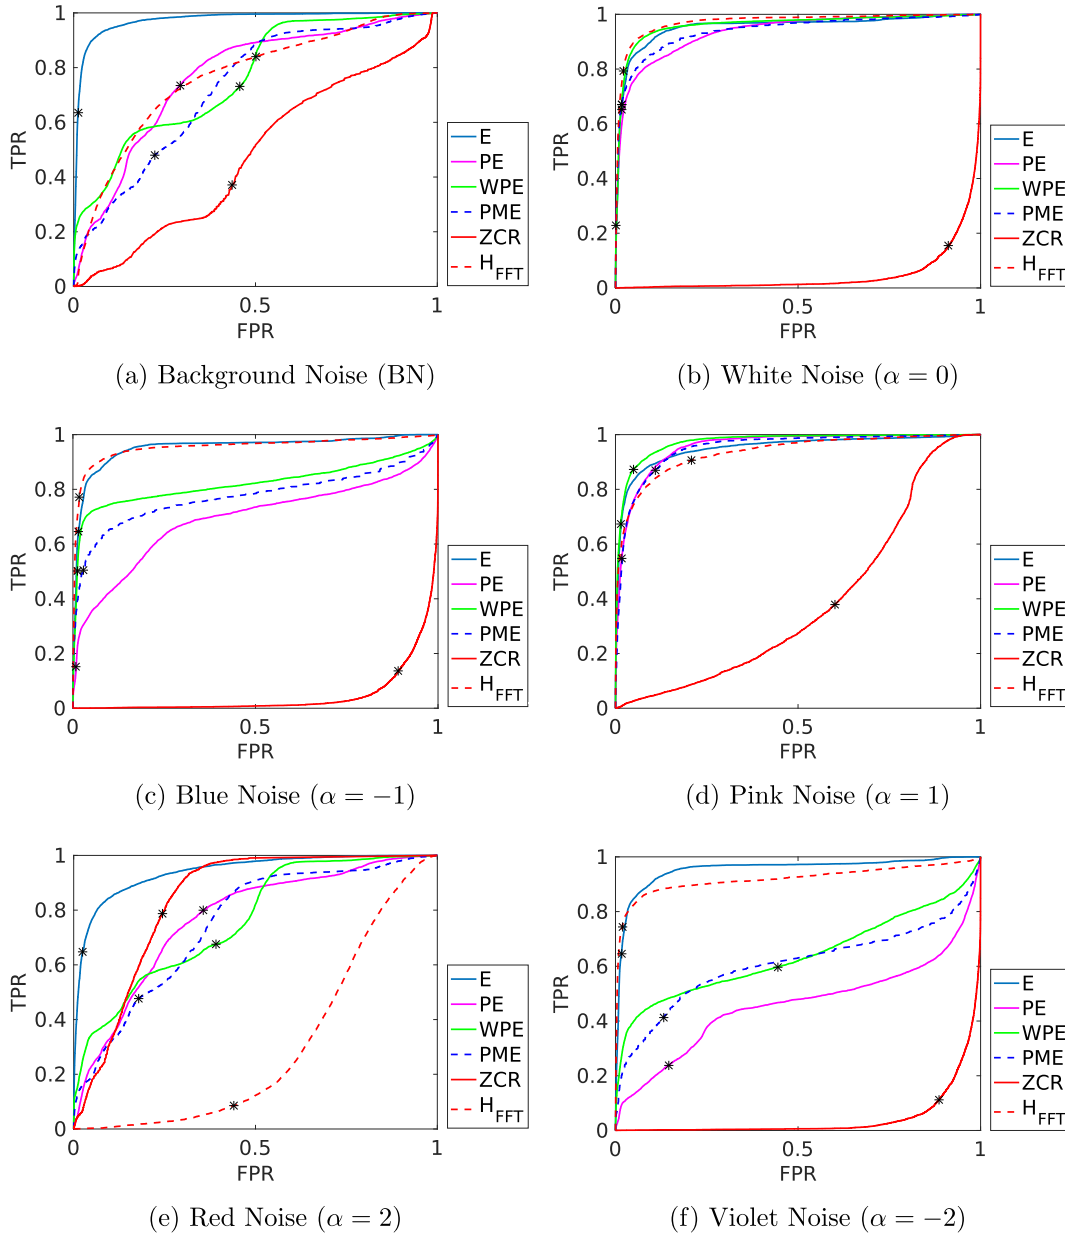 1
0.8
0.6
0.4
0.2
0
0
0.5
1
TPR
FPR
E
PE
WPE
PME
ZCR
H_FFT
(a) Background Noise (BN)
1
0.8
0.6
0.4
0.2
0
0
0.5
1
TPR
FPR
E
PE
WPE
PME
ZCR
H_FFT
(b) White Noise (α = 0)
1
0.8
0.6
0.4
0.2
0
0
0.5
1
TPR
FPR
E
PE
WPE
PME
ZCR
H_FFT
(c) Blue Noise (α = −1)
1
0.8
0.6
0.4
0.2
0
0
0.5
1
TPR
FPR
E
PE
WPE
PME
ZCR
H_FFT
(d) Pink Noise (α = 1)
1
0.8
0.6
0.4
0.2
0
0
0.5
1
TPR
FPR
E
PE
WPE
PME
ZCR
H_FFT
(e) Red Noise (α = 2)
1
0.8
0.6
0.4
0.2
0
0
0.5
1
TPR
FPR
E
PE
WPE
PME
ZCR
H_FFT
(f) Violet Noise (α = −2)